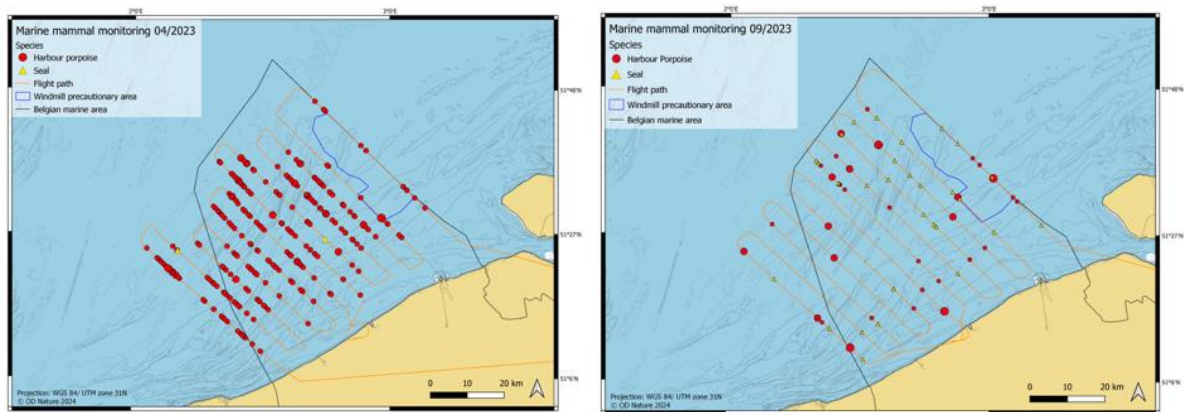 Marine mammal monitoring 04/2023
Species
Harbour porpoise
Seal
Flight path
Windmill precautionary area
Belgian marine area
2°0'E
3°0'E
51°48'N
51°27'N
51°6'N
0 10 20 km
Projection: WGS 84/ UTM zone 31N
© OD Nature 2024
Marine mammal monitoring 09/2023
Species
Harbour Porpoise
Seal
Flight path
Windmill precautionary area
Belgian marine area
2°0'E
3°0'E
51°48'N
51°27'N
51°6'N
0 10 20 km
Projection: WGS 84/ UTM zone 31N
© OD Nature 2024